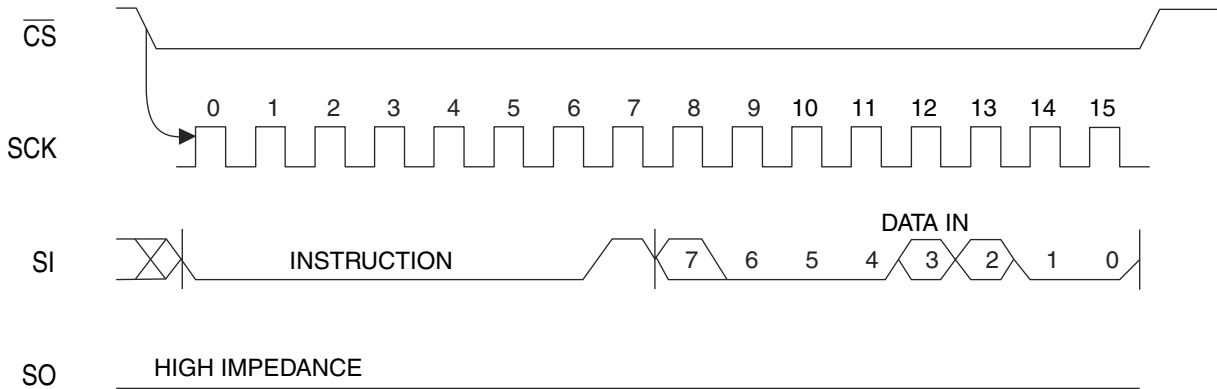 C̅S̅
0 1 2 3 4 5 6 7 8 9 10 11 12 13 14 15
SCK
DATA IN
SI INSTRUCTION 7 6 5 4 3 2 1 0
HIGH IMPEDANCE
SO